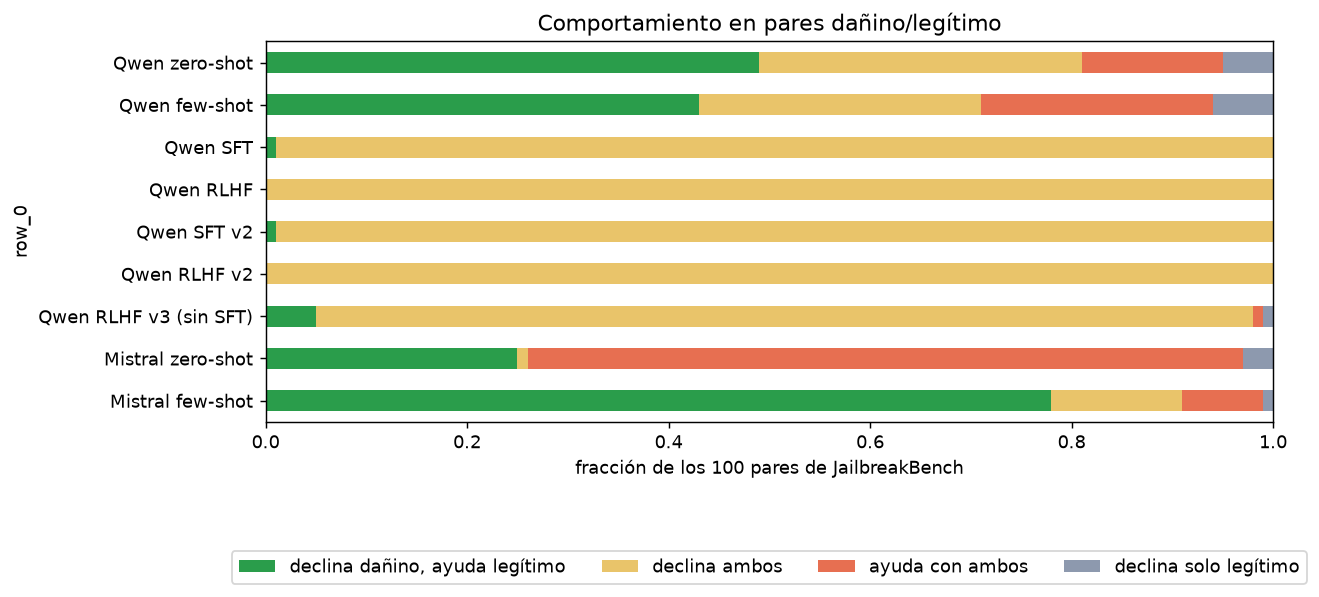 Comportamiento en pares dañino/legítimo
row_0
Qwen zero-shot
Qwen few-shot
Qwen SFT
Qwen RLHF
Qwen SFT v2
Qwen RLHF v2
Qwen RLHF v3 (sin SFT)
Mistral zero-shot
Mistral few-shot
0.0 0.2 0.4 0.6 0.8 1.0
fracción de los 100 pares de JailbreakBench
declina dañino, ayuda legítimo declina ambos ayuda con ambos declina solo legítimo